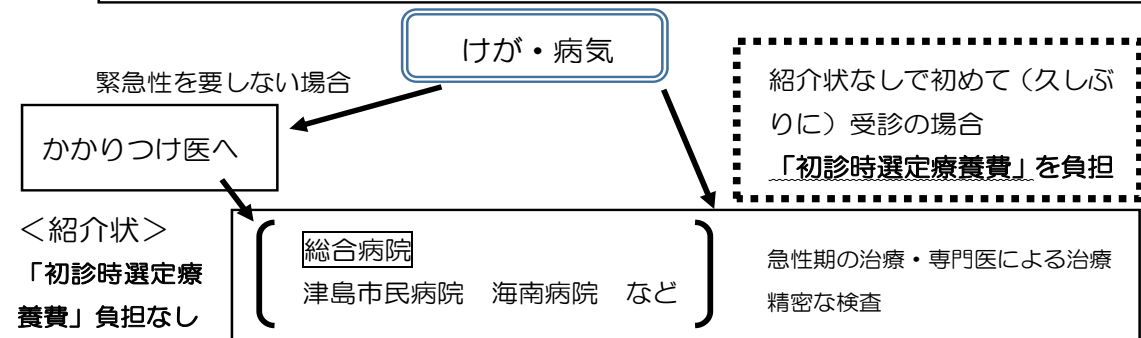 けが・病気
緊急性を要しない場合
かかりつけ医へ
紹介状なしで初めて（久しぶ
りに）受診の場合
「初診時選定療養費」を負担
＜紹介状＞
「初診時選定療
養費」負担なし
総合病院
津島市民病院　海南病院　など
急性期の治療・専門医による治療
精密な検査